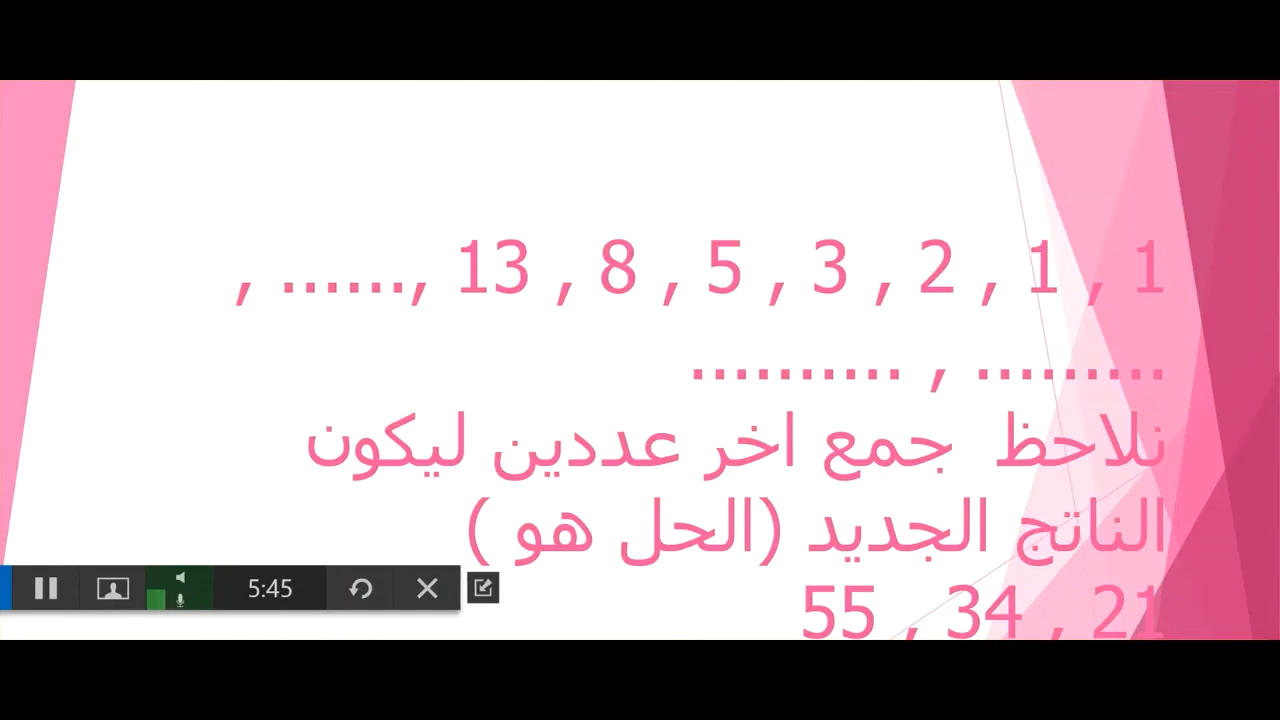 1 , 1 , 2 , 3 , 5 , 8 , 13 ,...... ,
......... , ..........
نلاحظ جمع اخر عددين ليكون
الناتج الجديد (الحل هو )
21 , 34 , 55
5:45